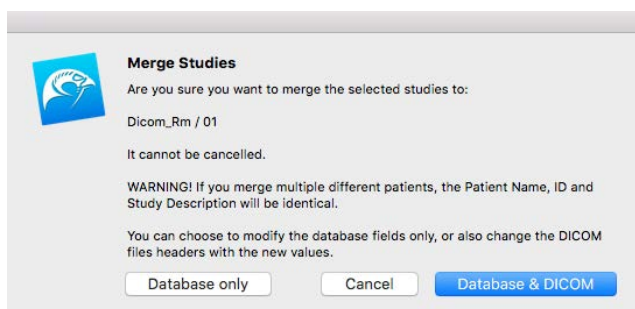 Merge Studies
Are you sure you want to merge the selected studies to:
Dicom_Rm / 01
It cannot be cancelled.
WARNING! If you merge multiple different patients, the Patient Name, ID and
Study Description will be identical.
You can choose to modify the database fields only, or also change the DICOM
files headers with the new values.
Database only Cancel Database & DICOM